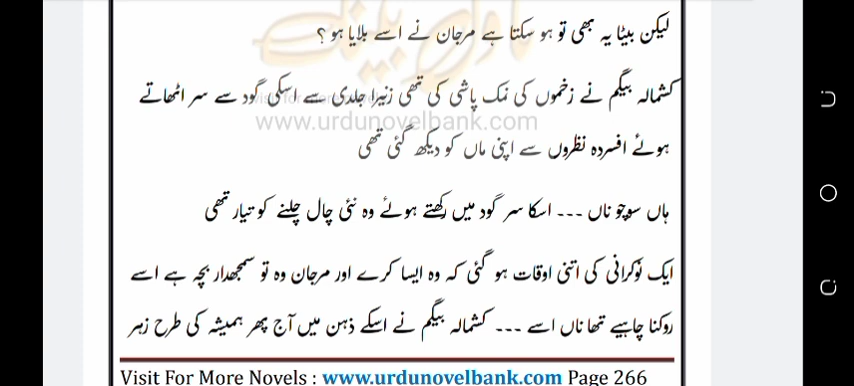 لیکن بیٹا یہ بھی تو ہو سکتا ہے مرجان نے اسے بلایا ہو ؟
کشمالہ بیگم نے زخموں کی نمک پاشی کی تھی زنیرا جلدی سے اسکی گود سے سر اٹھاتے
www.urdunovelbank.com
ہوئے افسردہ نظروں سے اپنی ماں کو دیکھ گئی تھی
ہاں سوچو ناں ۔۔۔ اسکا سر گود میں رکھتے ہوئے وہ نئی چال چلنے کو تیار تھی
ایک نوکرانی کی اتنی اوقات ہو گئی کہ وہ ایسا کرے اور مرجان وہ تو سمجھدار بچہ ہے اسے
روکنا چاہیے تھا ناں اسے ۔۔۔ کشمالہ بیگم نے اسکے ذہن میں آج پھر ہمیشہ کی طرح زہر
Visit For More Novels : www.urdunovelbank.com Page 266